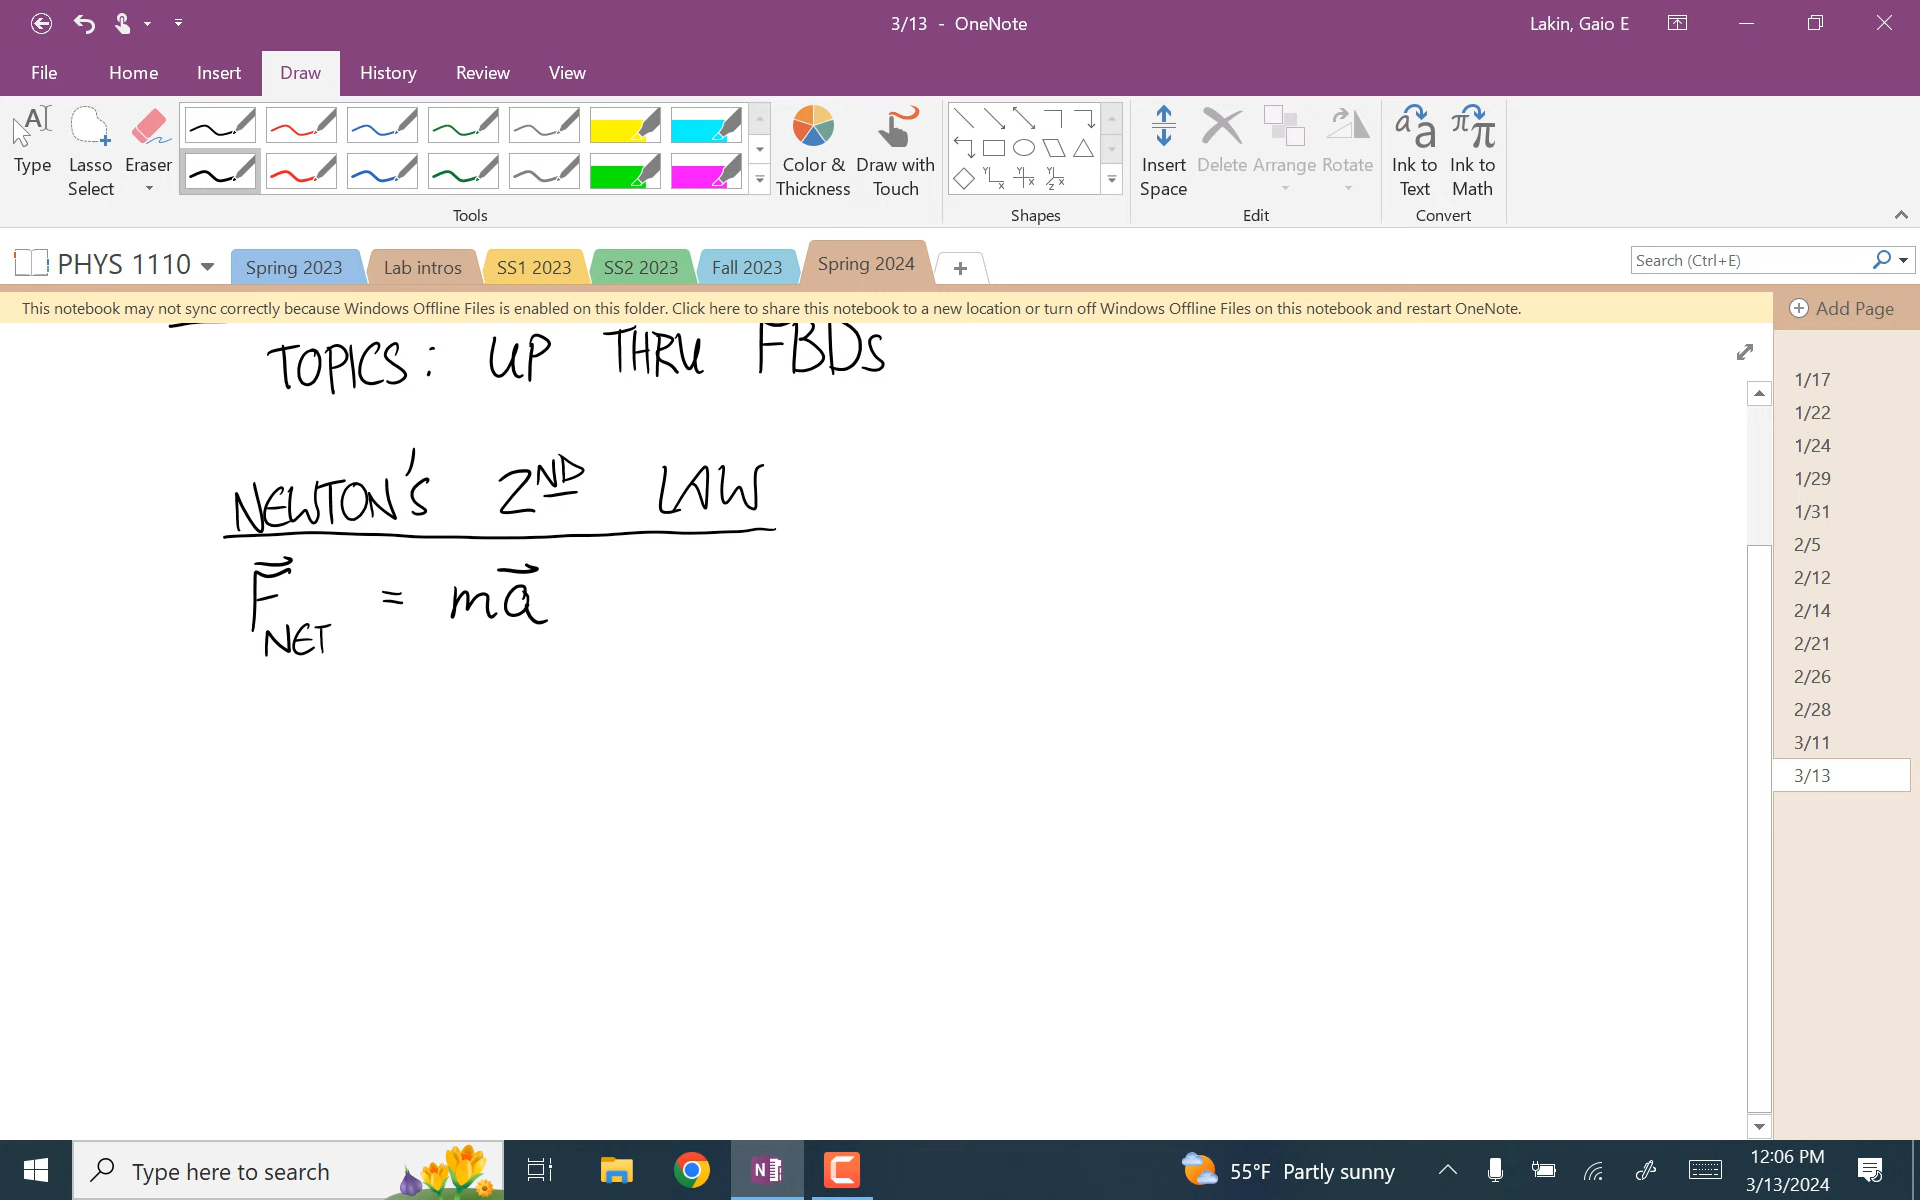 3/13 - OneNote
Lakin, Gaio E
File Home Insert Draw History Review View
Type
Lasso Select
Eraser
Color & Thickness
Draw with Touch
Insert Space
Delete
Arrange
Rotate
Ink to Text
Ink to Math
Tools
Shapes
Edit
Convert
PHYS 1110
Spring 2023 Lab intros SS1 2023 SS2 2023 Fall 2023 Spring 2024
Search (Ctrl+E)
This notebook may not sync correctly because Windows Offline Files is enabled on this folder. Click here to share this notebook to a new location or turn off Windows Offline Files on this notebook and restart OneNote.
Add Page
TOPICS: UP THRU FBDs
NEWTON'S 2ND LAW
F⃗NET = ma⃗
1/17
1/22
1/24
1/29
1/31
2/5
2/12
2/14
2/21
2/26
2/28
3/11
3/13
Type here to search
55°F Partly sunny
12:06 PM
3/13/2024